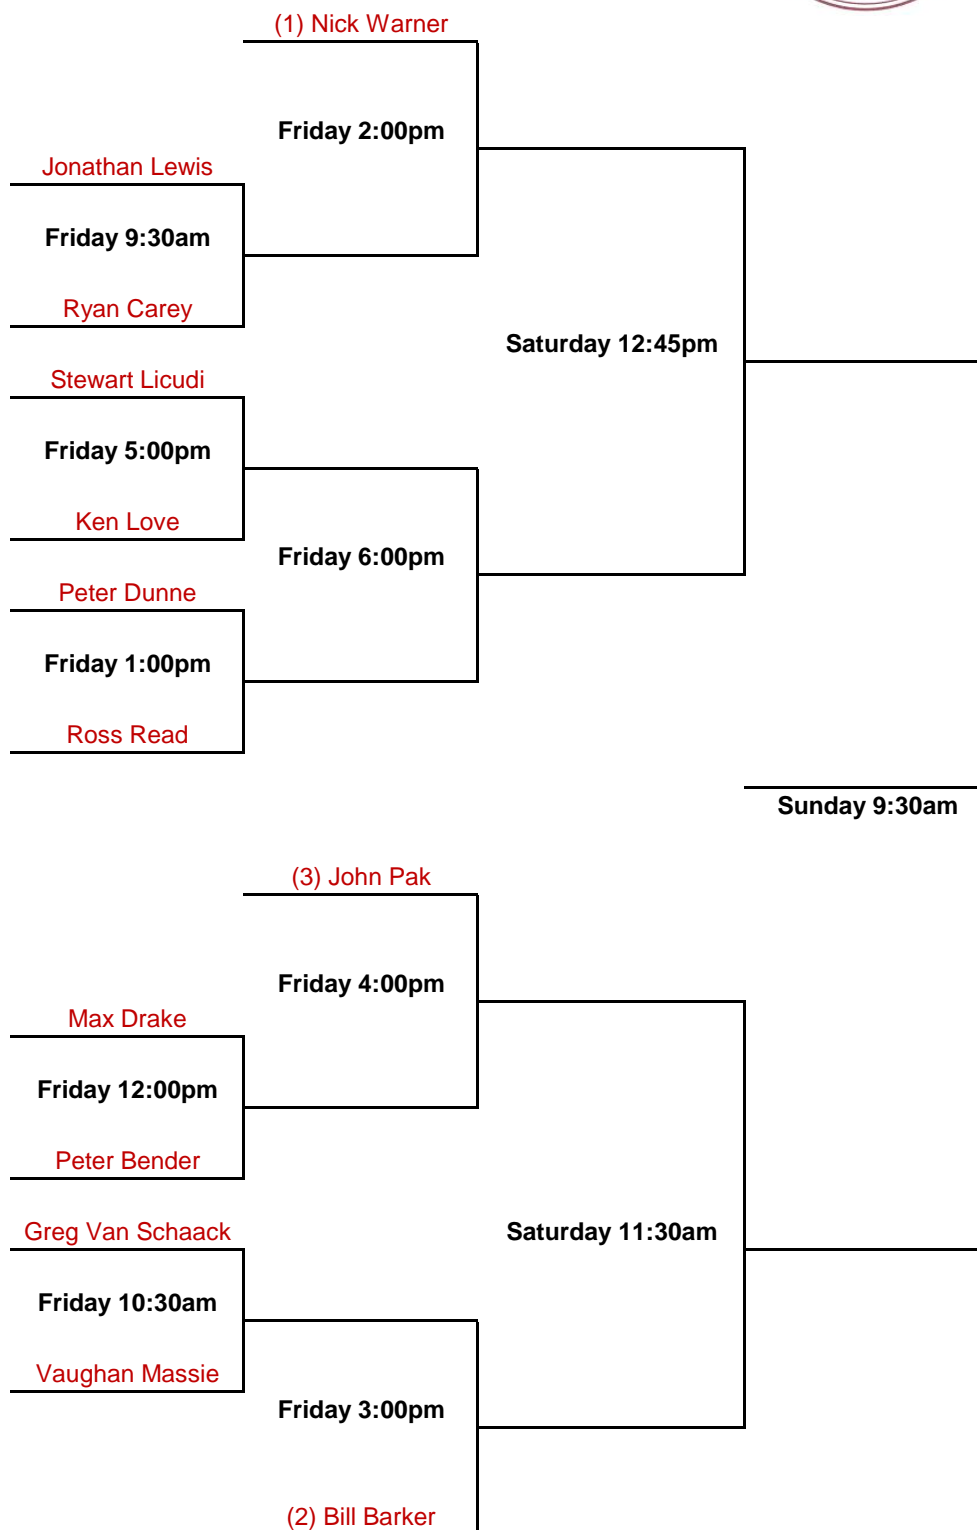 (1) Nick Warner
Friday 2:00pm
Jonathan Lewis
Friday 9:30am
Ryan Carey
Saturday 12:45pm
Stewart Licudi
Friday 5:00pm
Ken Love
Friday 6:00pm
Peter Dunne
Friday 1:00pm
Ross Read
Sunday 9:30am
(3) John Pak
Friday 4:00pm
Max Drake
Friday 12:00pm
Peter Bender
Greg Van Schaack
Saturday 11:30am
Friday 10:30am
Vaughan Massie
Friday 3:00pm
(2) Bill Barker